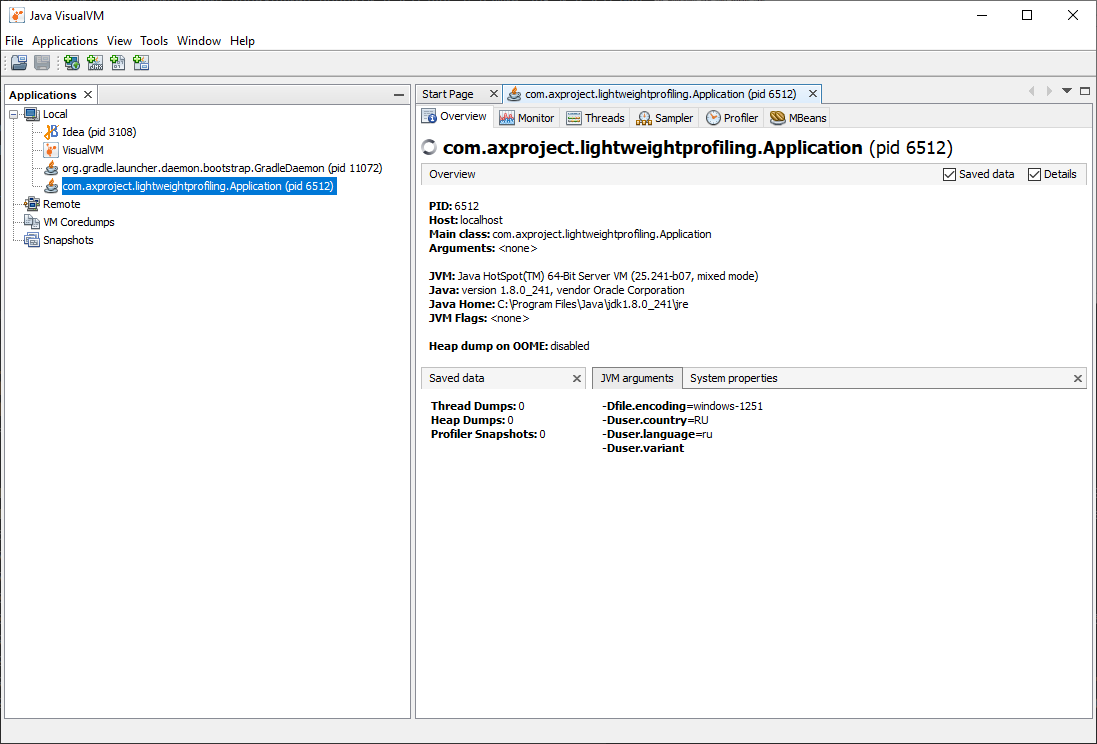 Java VisualVM
File Applications View Tools Window Help
Applications
Local
Idea (pid 3108)
VisualVM
org.gradle.launcher.daemon.bootstrap.GradleDaemon (pid 11072)
com.axproject.lightweightprofiling.Application (pid 6512)
Remote
VM Coredumps
Snapshots
Start Page com.axproject.lightweightprofiling.Application (pid 6512)
Overview Monitor Threads Sampler Profiler MBeans
com.axproject.lightweightprofiling.Application (pid 6512)
Overview Saved data Details
PID: 6512
Host: localhost
Main class: com.axproject.lightweightprofiling.Application
Arguments: <none>
JVM: Java HotSpot(TM) 64-Bit Server VM (25.241-b07, mixed mode)
Java: version 1.8.0_241, vendor Oracle Corporation
Java Home: C:\Program Files\Java\jdk1.8.0_241\jre
JVM Flags: <none>
Heap dump on OOME: disabled
Saved data
Thread Dumps: 0
Heap Dumps: 0
Profiler Snapshots: 0
JVM arguments System properties
-Dfile.encoding=windows-1251
-Duser.country=RU
-Duser.language=ru
-Duser.variant